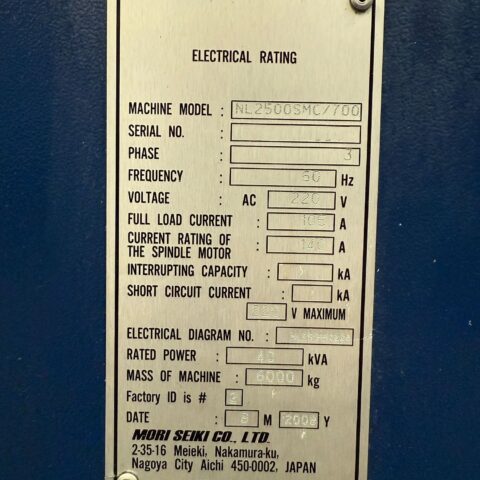 ELECTRICAL RATING
MACHINE MODEL : NL2500SMC/700
SERIAL NO. :
PHASE : 3
FREQUENCY : 60 Hz
VOLTAGE : AC 220 V
FULL LOAD CURRENT : 105 A
CURRENT RATING OF THE SPINDLE MOTOR : A
INTERRUPTING CAPACITY : kA
SHORT CIRCUIT CURRENT : kA
V MAXIMUM
ELECTRICAL DIAGRAM NO. :
RATED POWER : kVA
MASS OF MACHINE : 6000 kg
Factory ID is # 2
DATE : M Y
MORI SEIKI CO., LTD.
2-35-16 Meieki, Nakamura-ku,
Nagoya City Aichi 450-0002, JAPAN